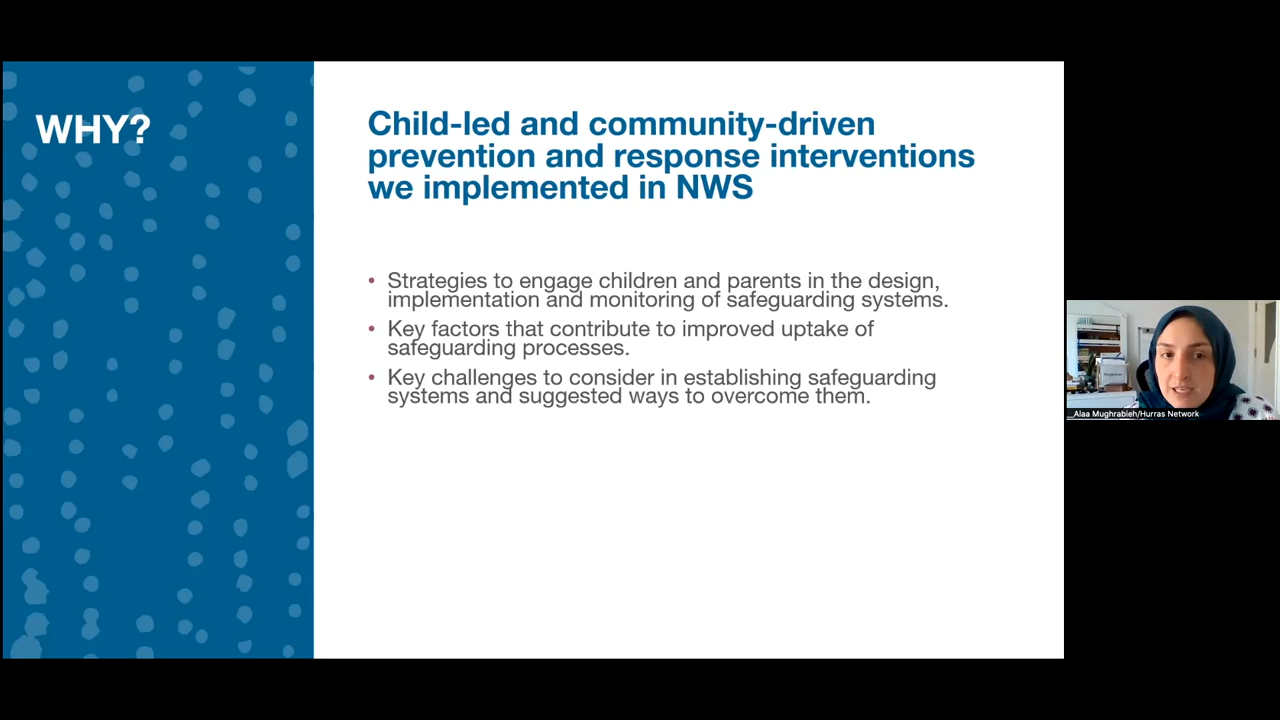 WHY?
Child-led and community-driven
prevention and response interventions
we implemented in NWS
• Strategies to engage children and parents in the design,
implementation and monitoring of safeguarding systems.
• Key factors that contribute to improved uptake of
safeguarding processes.
• Key challenges to consider in establishing safeguarding
systems and suggested ways to overcome them.
Alaa Mughrabieh/Hurras Network